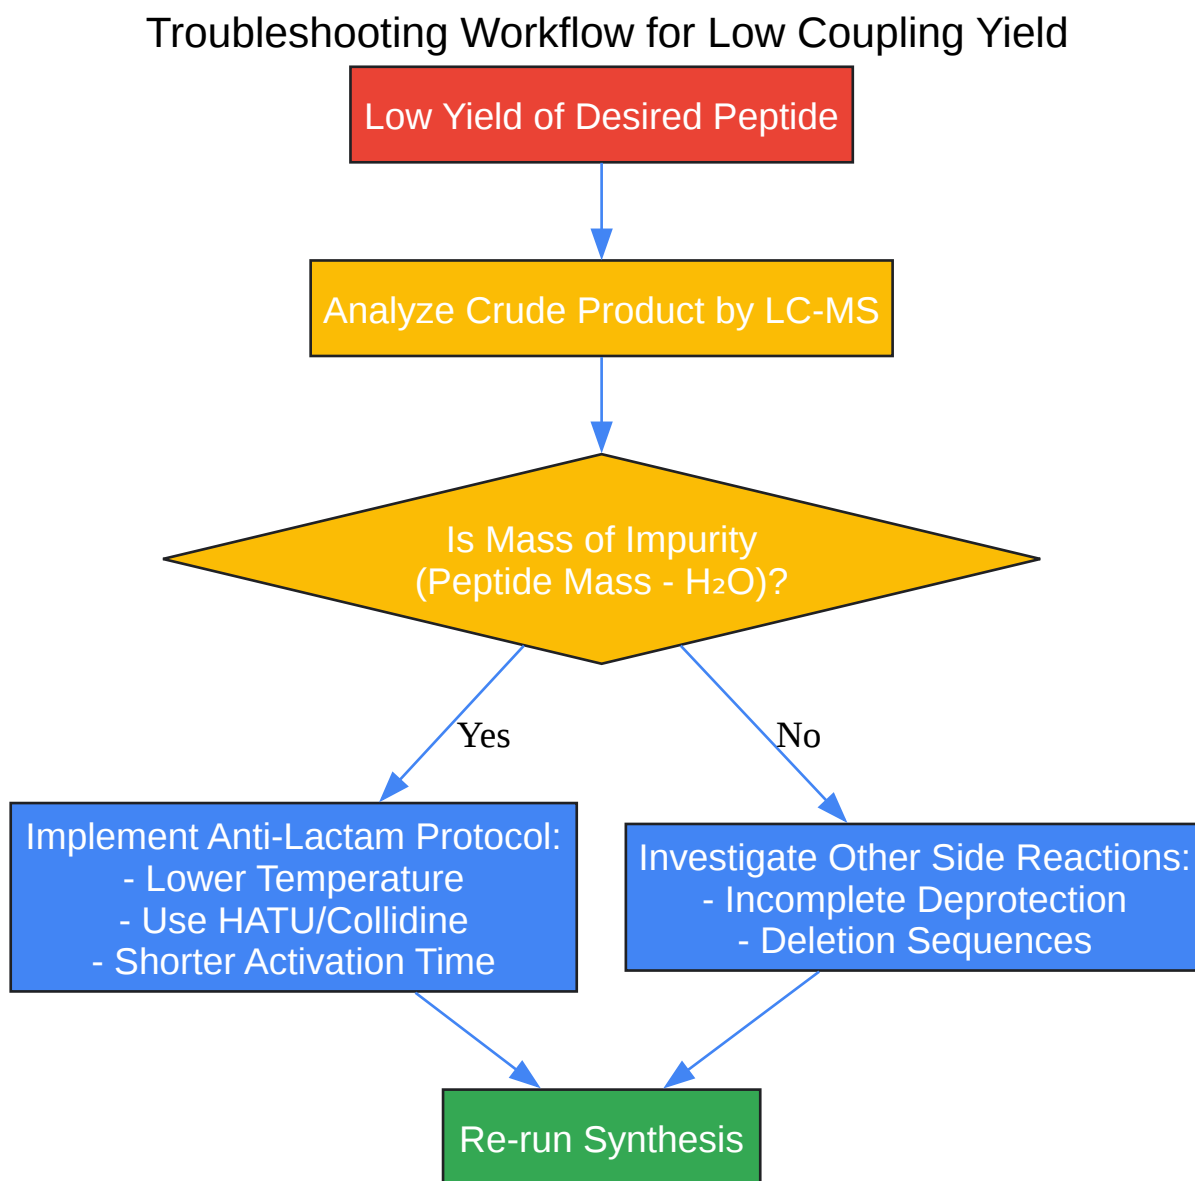 Troubleshooting Workflow for Low Coupling Yield
Low Yield of Desired Peptide
Analyze Crude Product by LC-MS
Is Mass of Impurity
(Peptide Mass - H₂O)?
Yes
No
Implement Anti-Lactam Protocol:
- Lower Temperature
- Use HATU/Collidine
- Shorter Activation Time
Investigate Other Side Reactions:
- Incomplete Deprotection
- Deletion Sequences
Re-run Synthesis